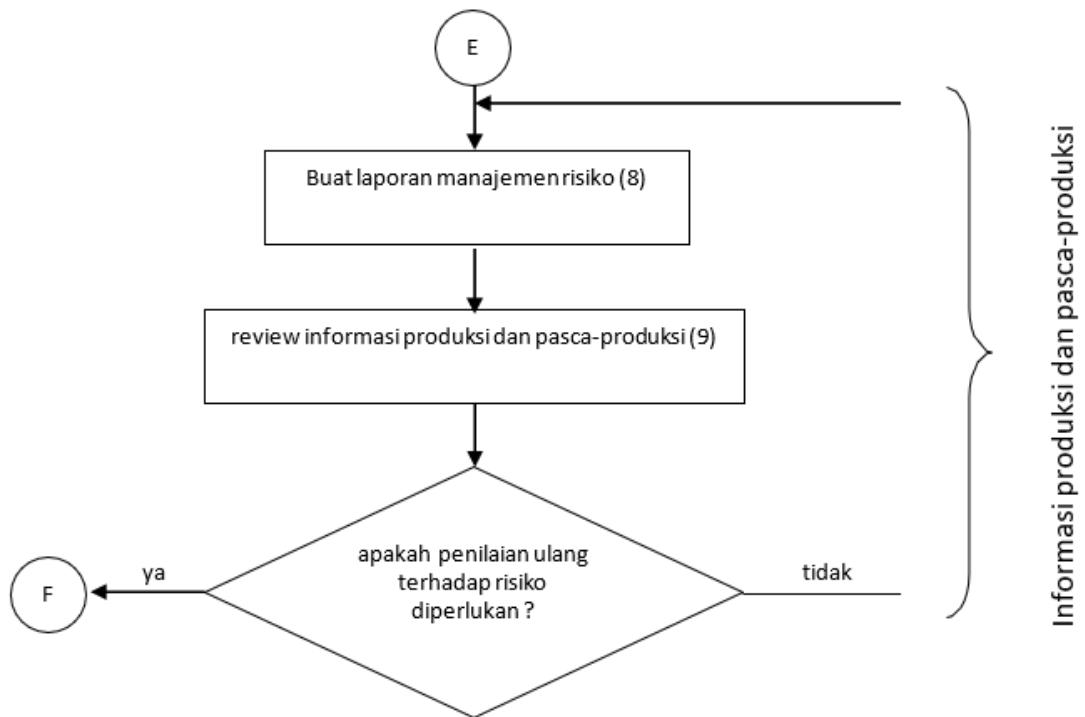 E
Buat laporan manajemen risiko (8)
review informasi produksi dan pasca-produksi (9)
apakah penilaian ulang
terhadap risiko
diperlukan ?
ya
F
tidak
Informasi produksi dan pasca-produksi